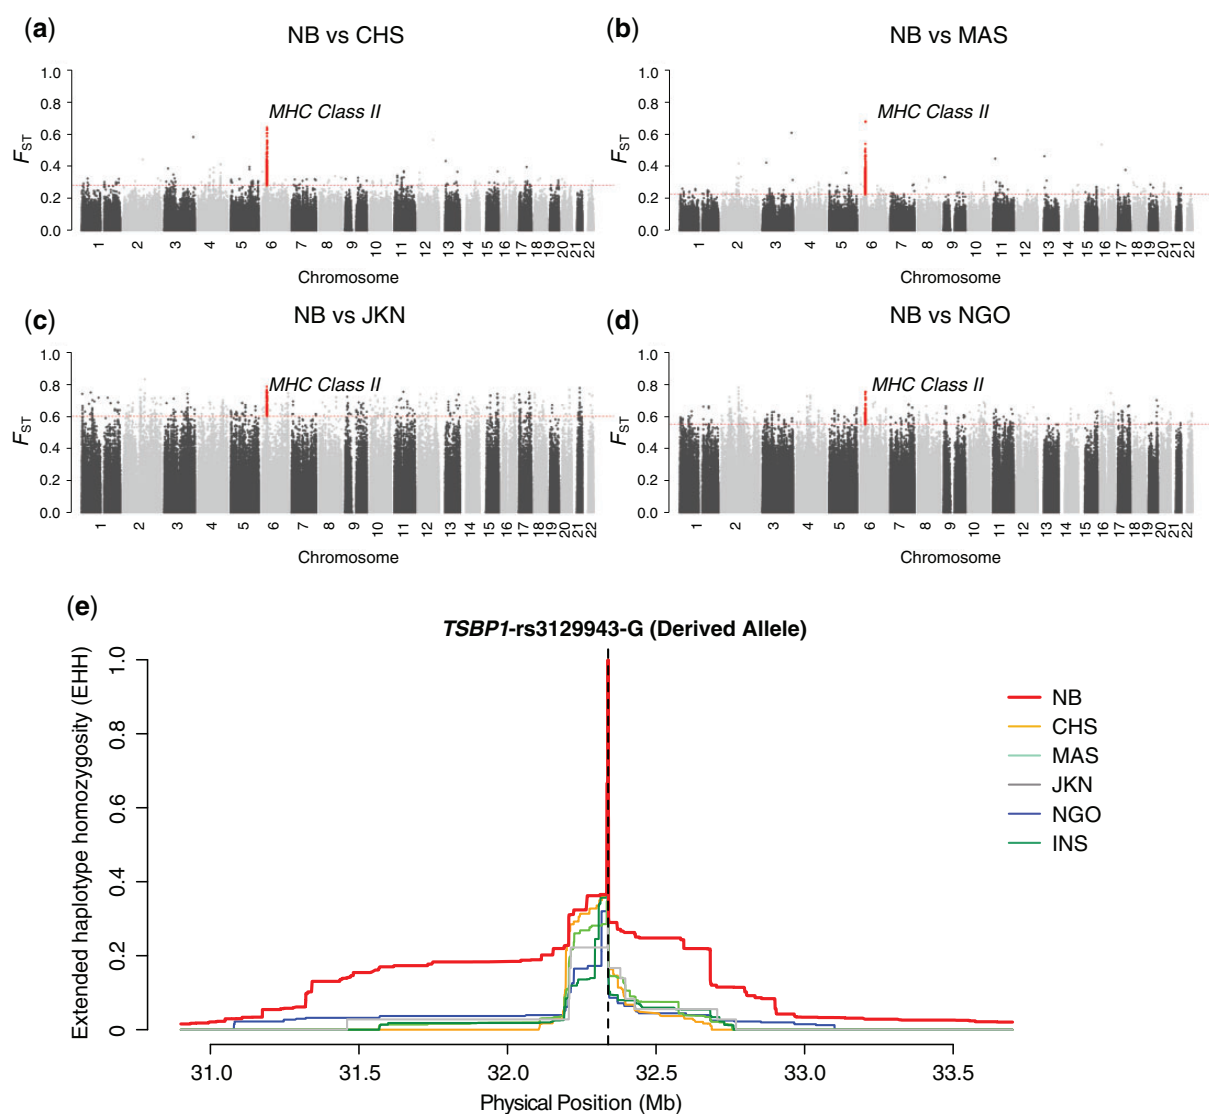 (a)
NB vs CHS
MHC Class II
FST
1.0
0.8
0.6
0.4
0.2
0.0
1 2 3 4 5 6 7 8 9 10 11 12 13 14 15 16 17 18 19 20 21 22
Chromosome
(b)
NB vs MAS
MHC Class II
FST
1.0
0.8
0.6
0.4
0.2
0.0
1 2 3 4 5 6 7 8 9 10 11 12 13 14 15 16 17 18 19 20 21 22
Chromosome
(c)
NB vs JKN
MHC Class II
FST
1.0
0.8
0.6
0.4
0.2
0.0
1 2 3 4 5 6 7 8 9 10 11 12 13 14 15 16 17 18 19 20 21 22
Chromosome
(d)
NB vs NGO
MHC Class II
FST
1.0
0.8
0.6
0.4
0.2
0.0
1 2 3 4 5 6 7 8 9 10 11 12 13 14 15 16 17 18 19 20 21 22
Chromosome
(e)
TSBP1-rs3129943-G (Derived Allele)
Extended haplotype homozygosity (EHH)
1.0
0.8
0.6
0.4
0.2
0
NB
CHS
MAS
JKN
NGO
INS
31.0 31.5 32.0 32.5 33.0 33.5
Physical Position (Mb)